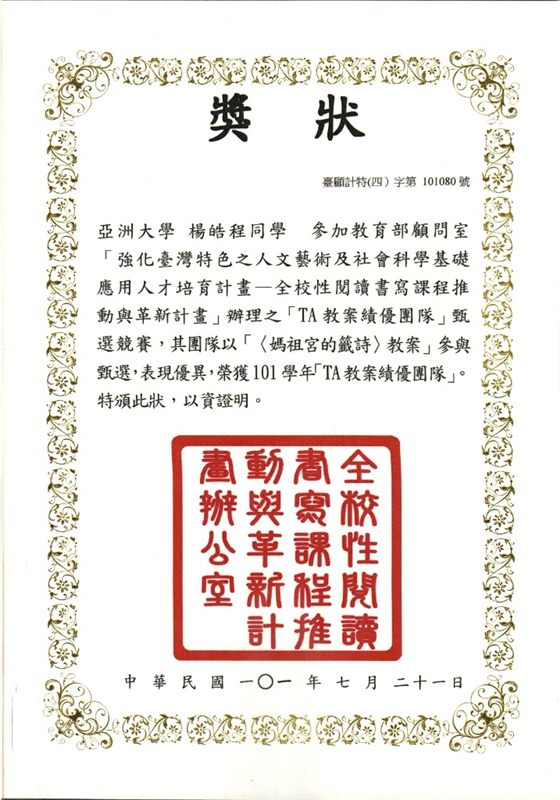 獎狀
臺顧計特(四)字第 101080 號
亞洲大學 楊皓程同學 參加教育部顧問室
「強化臺灣特色之人文藝術及社會科學基礎
應用人才培育計畫—全校性閱讀書寫課程推
動與革新計畫」辦理之「TA 教案績優團隊」甄
選競賽，其團隊以「〈媽祖宮的籤詩〉教案」參與
甄選，表現優異，榮獲 101 學年「TA 教案績優團隊」。
特頒此狀，以資證明。
全校性閱讀
書寫課程推
動與革新計
畫辦公室
中華民國一〇一年七月二十一日